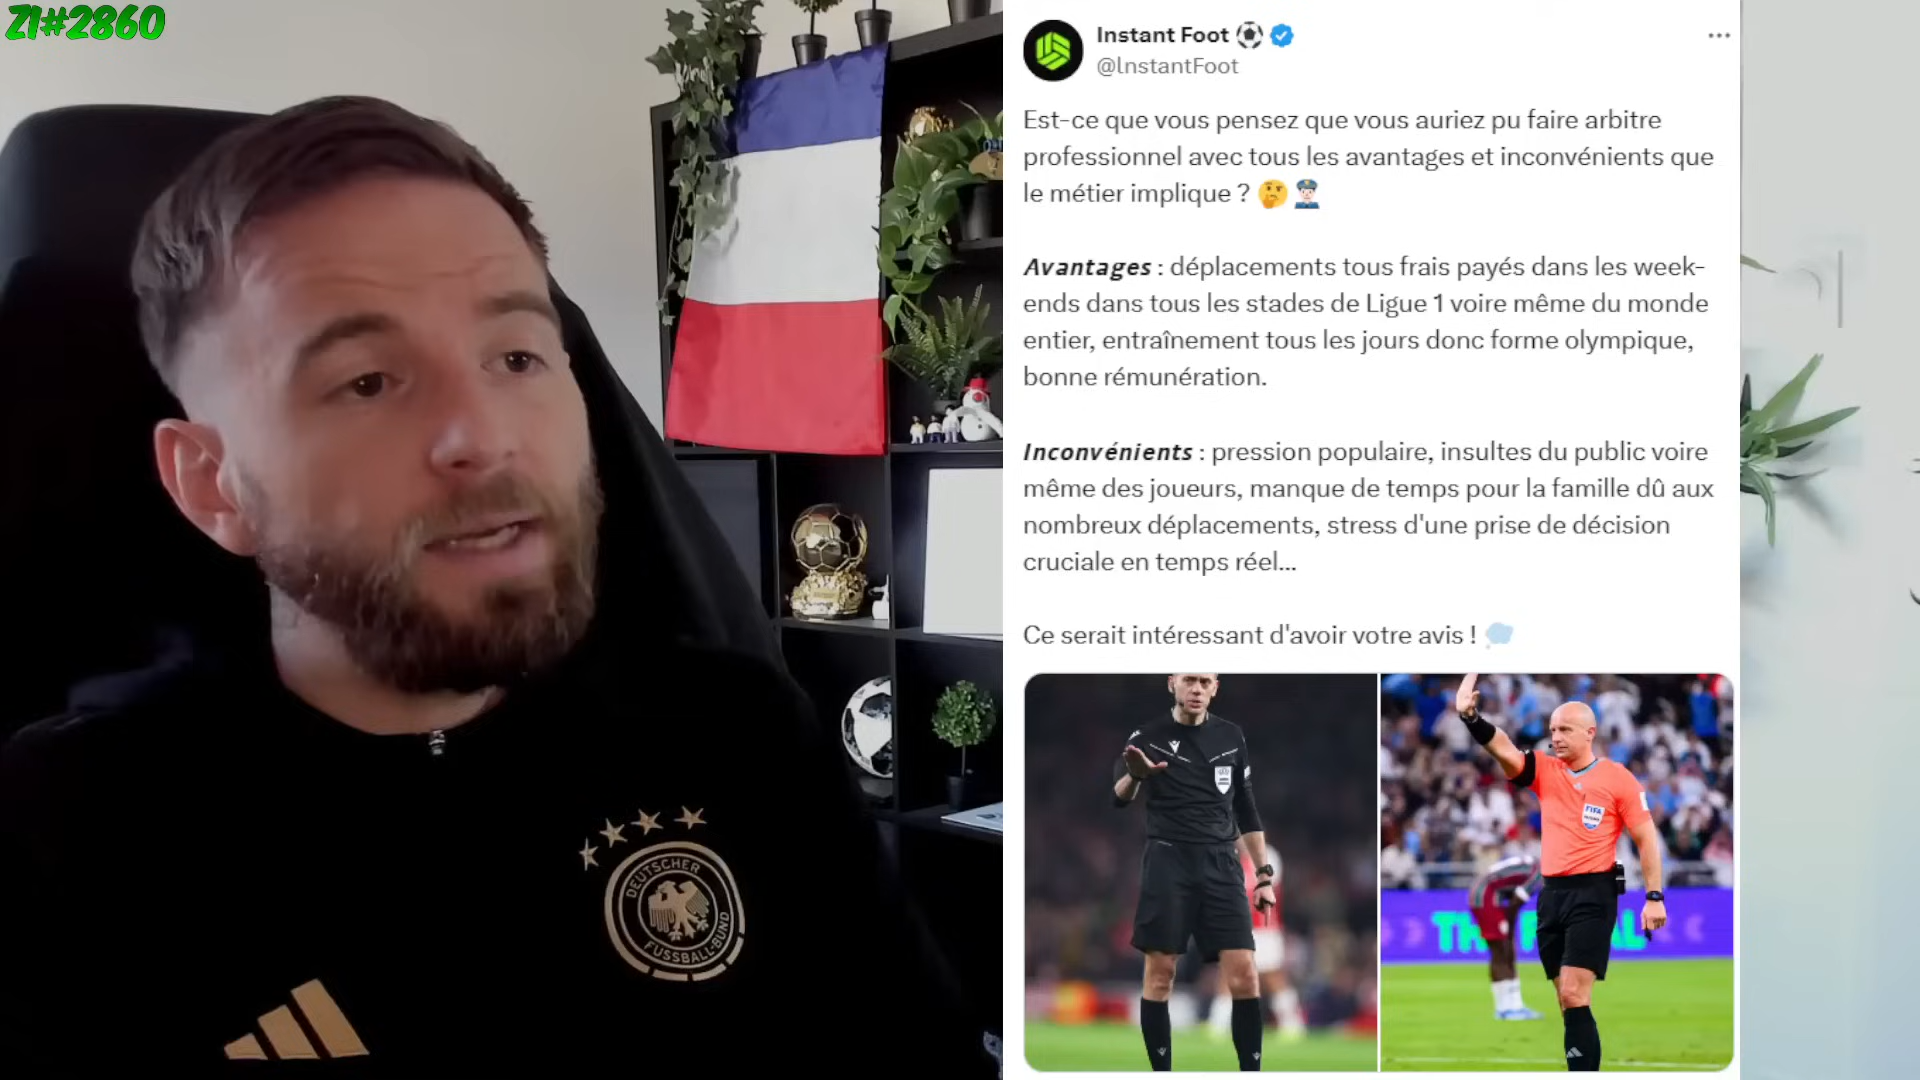 ZI#2860
Instant Foot
@lnstantFoot
Est-ce que vous pensez que vous auriez pu faire arbitre
professionnel avec tous les avantages et inconvénients que
le métier implique ?
Avantages : déplacements tous frais payés dans les week-
ends dans tous les stades de Ligue 1 voire même du monde
entier, entraînement tous les jours donc forme olympique,
bonne rémunération.
Inconvénients : pression populaire, insultes du public voire
même des joueurs, manque de temps pour la famille dû aux
nombreux déplacements, stress d'une prise de décision
cruciale en temps réel...
Ce serait intéressant d'avoir votre avis !
DEUTSCHER
FUSSBALL-BUND
FIFA